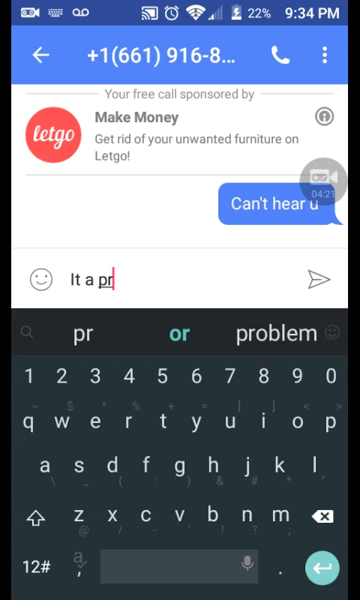 22% 9:34 PM
+1(661) 916-8...
Your free call sponsored by
letgo
Make Money
Get rid of your unwanted furniture on
Letgo!
04:21
Can't hear u
It a pr
pr or problem
1 2 3 4 5 6 7 8 9 0
q w e r t y u i o p
a s d f g h j k l
z x c v b n m
12# , .